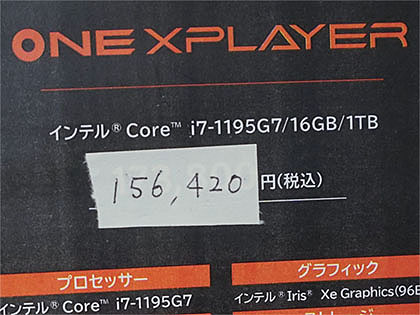 ONEXPLAYER
インテル® Core™ i7-1195G7/16GB/1TB
156,420 円(税込)
プロセッサー
グラフィック
インテル® Core™ i7-1195G7
インテル® Iris® Xe Graphics(96E